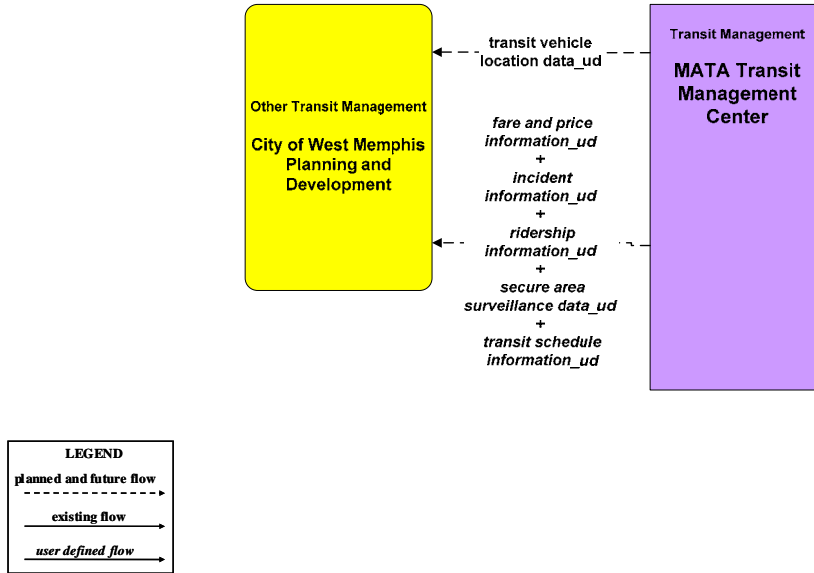 transit vehicle
location data_ud
Transit Management
MATA Transit
Management
Center
Other Transit Management
City of West Memphis
Planning and
Development
fare and price
information_ud
+
incident
information_ud
+
ridership
information_ud
+
secure area
surveillance data_ud
+
transit schedule
information_ud
LEGEND
planned and future flow
existing flow
user defined flow